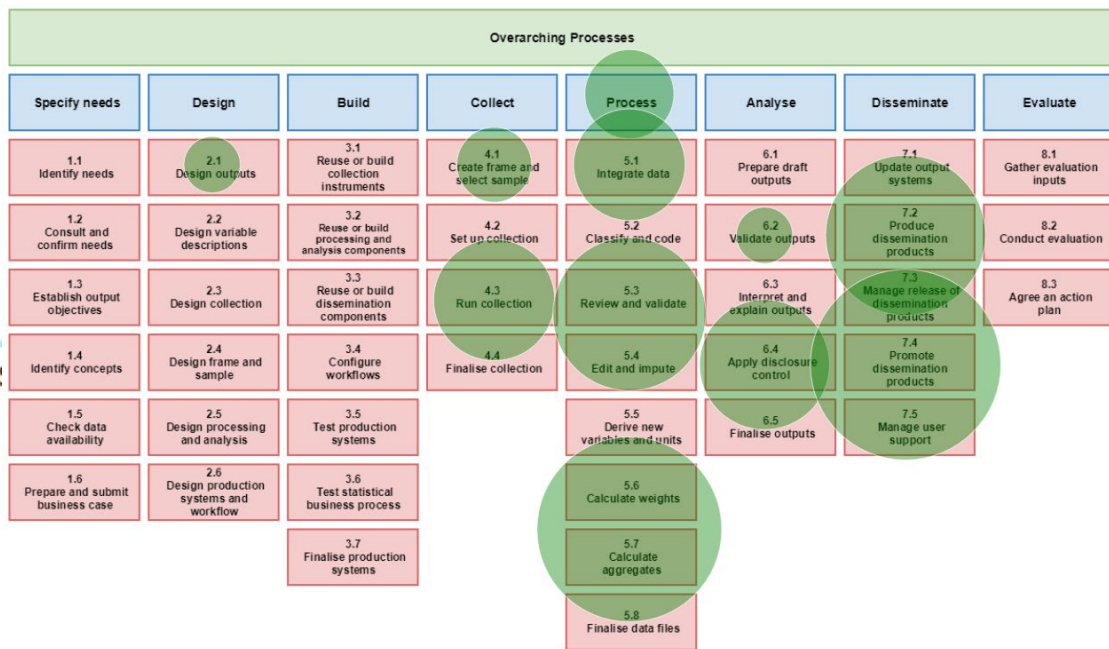 Overarching Processes
Specify needs
Design
Build
Collect
Process
Analyse
Disseminate
Evaluate
1.1
Identify needs
1.2
Consult and
confirm needs
1.3
Establish output
objectives
1.4
Identify concepts
1.5
Check data
availability
1.6
Prepare and submit
business case
2.1
Design outputs
2.2
Design variable
descriptions
2.3
Design collection
2.4
Design frame and
sample
2.5
Design processing
and analysis
2.6
Design production
systems and
workflow
3.1
Reuse or build
collection
instruments
3.2
Reuse or build
processing and
analysis components
3.3
Reuse or build
dissemination
components
3.4
Configure
workflows
3.5
Test production
systems
3.6
Test statistical
business process
3.7
Finalise production
systems
4.1
Create frame and
select sample
4.2
Set up collection
4.3
Run collection
4.4
Finalise collection
5.1
Integrate data
5.2
Classify and code
5.3
Review and validate
5.4
Edit and impute
5.5
Derive new
variables and units
5.6
Calculate weights
5.7
Calculate
aggregates
5.8
Finalise data files
6.1
Prepare draft
outputs
6.2
Validate outputs
6.3
Interpret and
explain outputs
6.4
Apply disclosure
control
6.5
Finalise outputs
7.1
Update output
systems
7.2
Produce
dissemination
products
7.3
Manage release of
dissemination
products
7.4
Promote
dissemination
products
7.5
Manage user
support
8.1
Gather evaluation
inputs
8.2
Conduct evaluation
8.3
Agree an action
plan